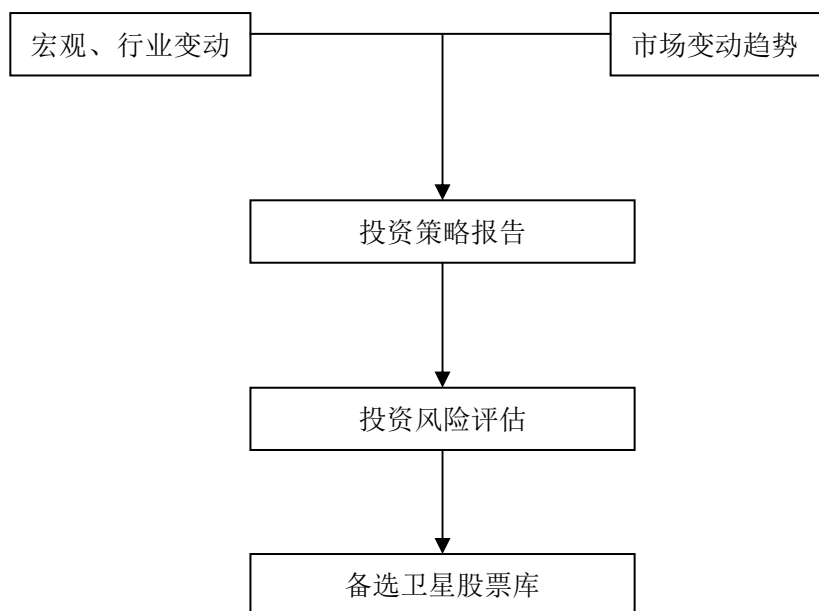 宏观、行业变动
市场变动趋势
投资策略报告
投资风险评估
备选卫星股票库